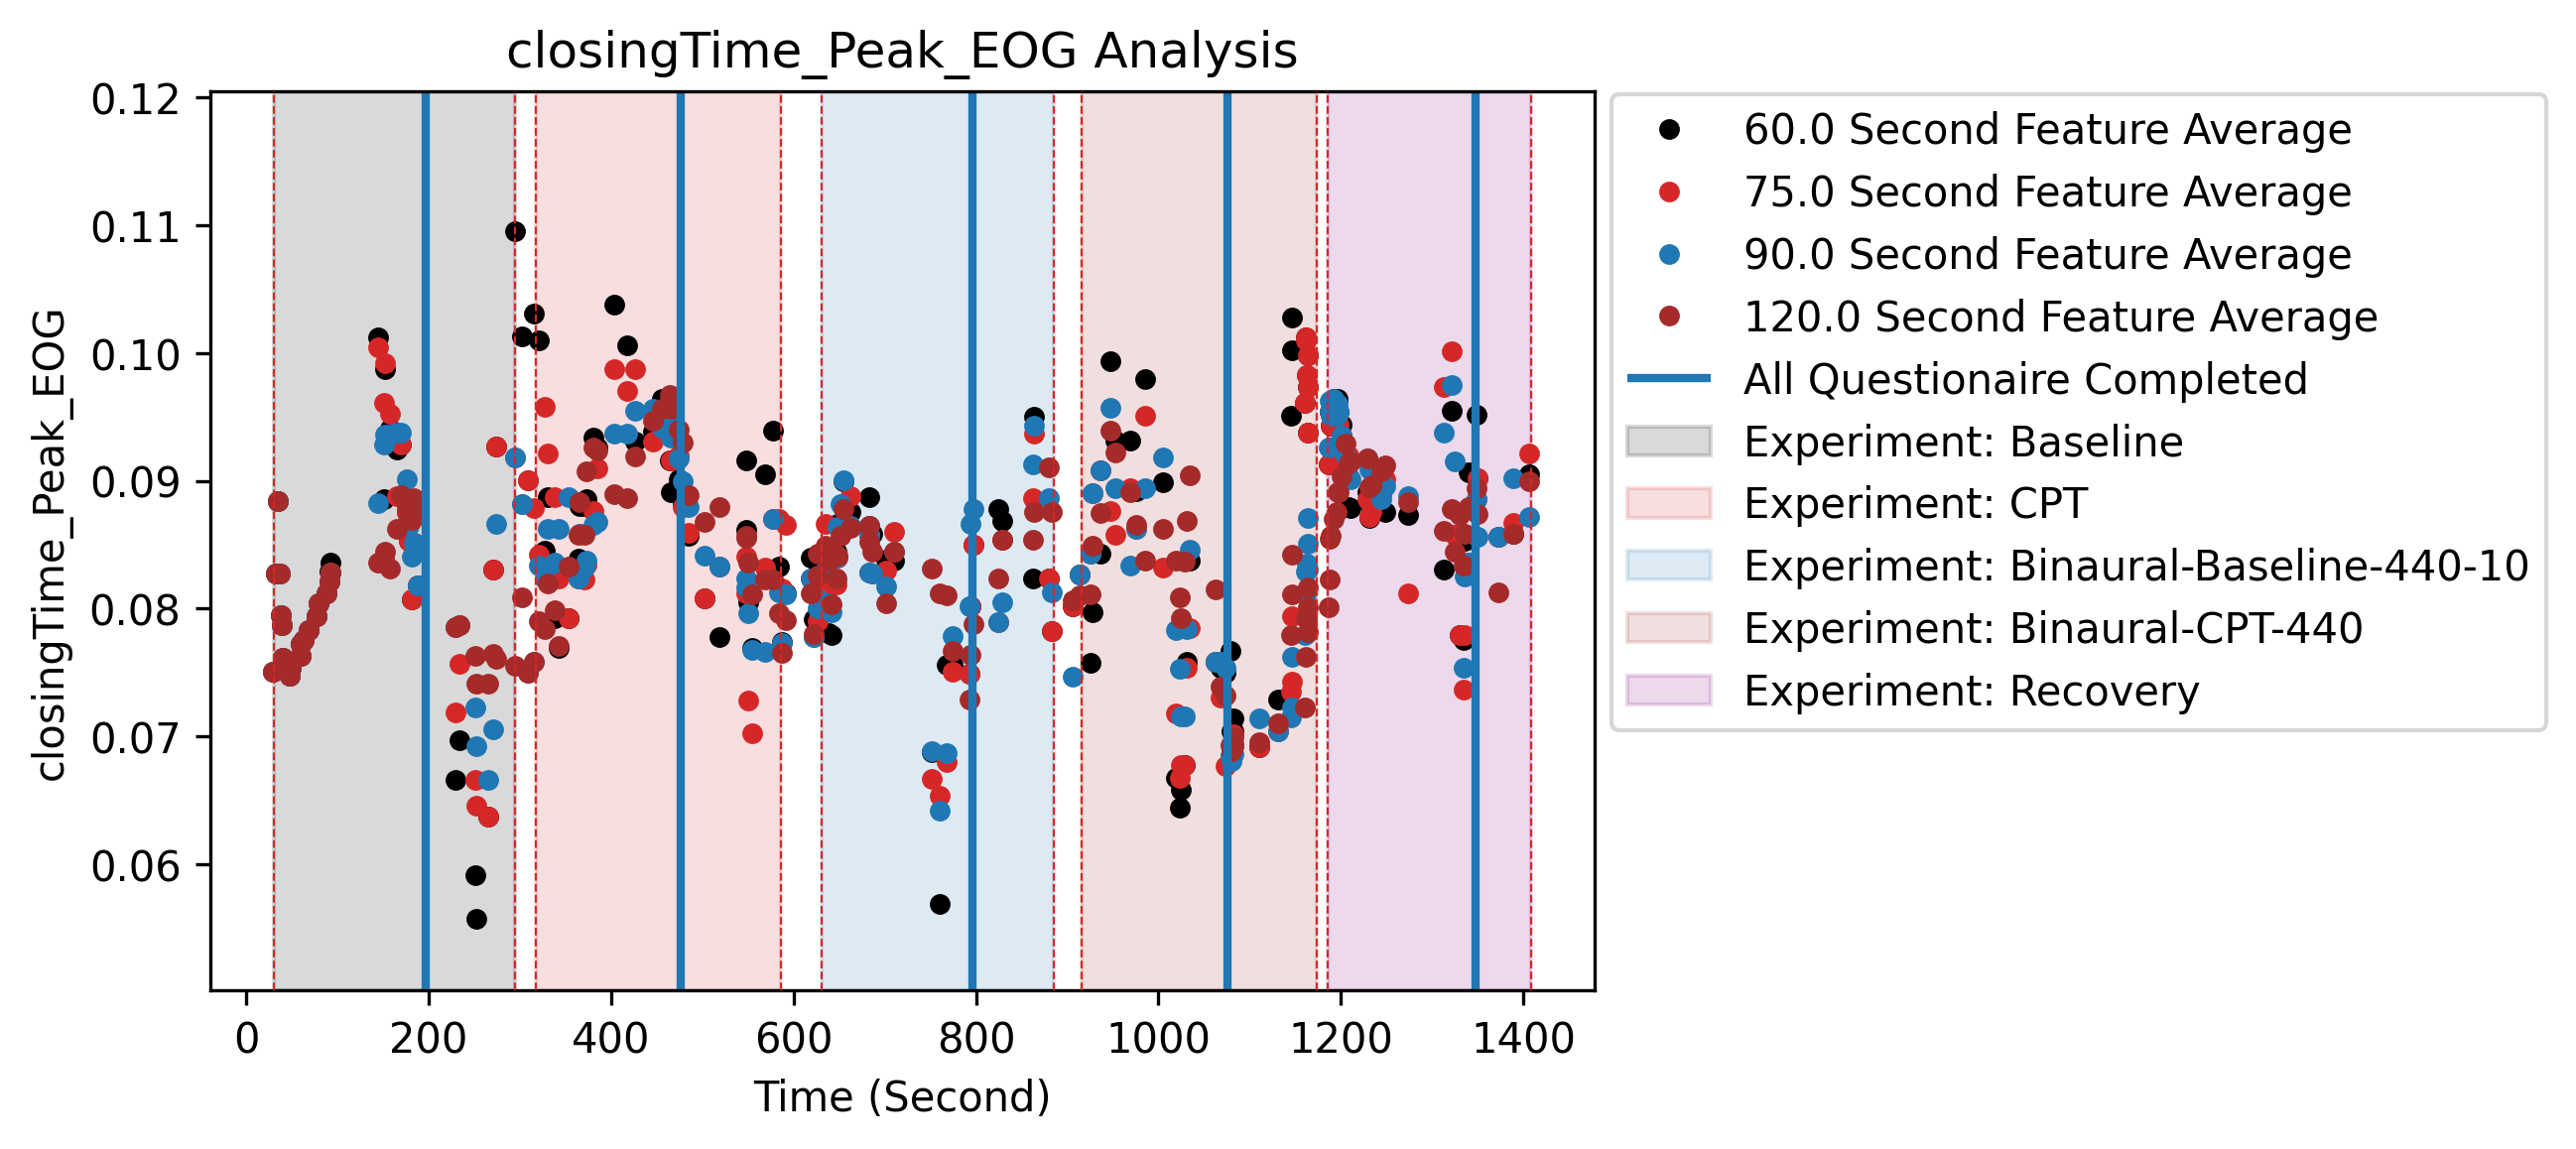 closingTime_Peak_EOG Analysis
closingTime_Peak_EOG
0.12
0.11
0.10
0.09
0.08
0.07
0.06
0 200 400 600 800 1000 1200 1400
Time (Second)
60.0 Second Feature Average
75.0 Second Feature Average
90.0 Second Feature Average
120.0 Second Feature Average
All Questionaire Completed
Experiment: Baseline
Experiment: CPT
Experiment: Binaural-Baseline-440-10
Experiment: Binaural-CPT-440
Experiment: Recovery